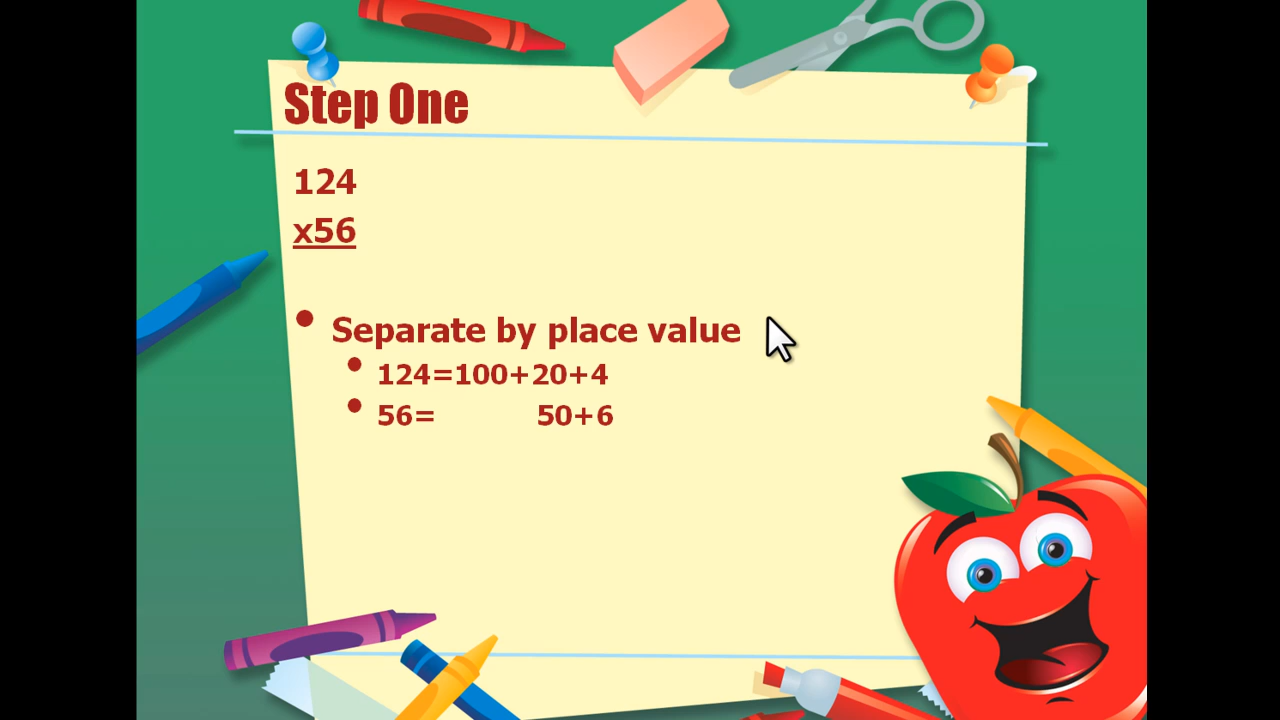 Step One
124
x56
• Separate by place value
• 124=100+20+4
• 56= 50+6